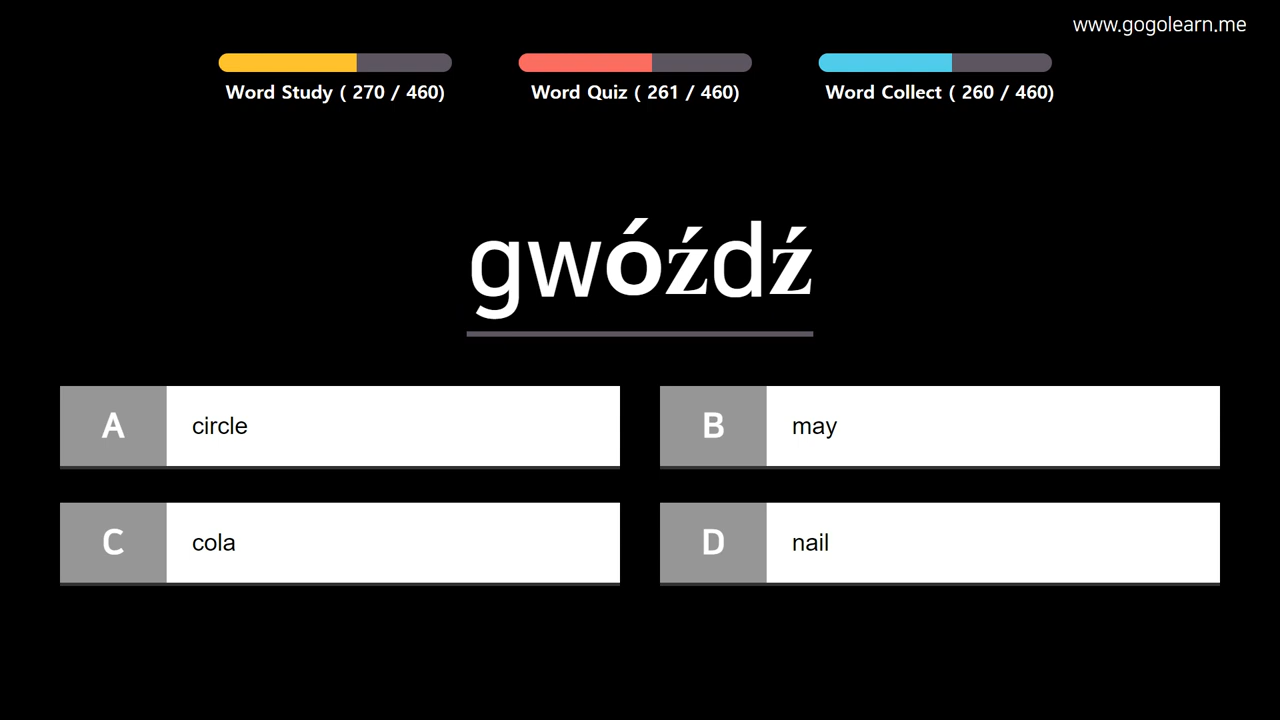 www.gogolearn.me
Word Study ( 270 / 460)
Word Quiz ( 261 / 460)
Word Collect ( 260 / 460)
gwóźdź
A circle
B may
C cola
D nail